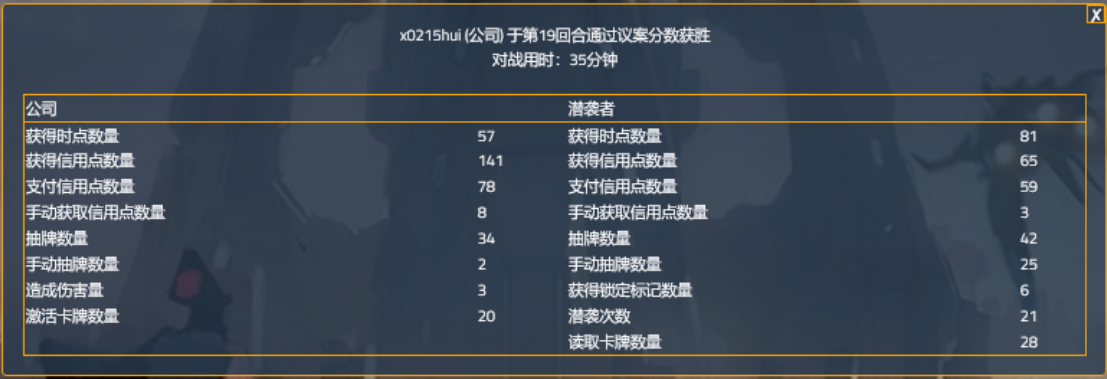 X
x0215hui (公司) 于第19回合通过议案分数获胜
对战用时：35分钟
公司 潜袭者
获得时点数量 57 获得时点数量 81
获得信用点数量 141 获得信用点数量 65
支付信用点数量 78 支付信用点数量 59
手动获取信用点数量 8 手动获取信用点数量 3
抽牌数量 34 抽牌数量 42
手动抽牌数量 2 手动抽牌数量 25
造成伤害量 3 获得锁定标记数量 6
激活卡牌数量 20 潜袭次数 21
读取卡牌数量 28